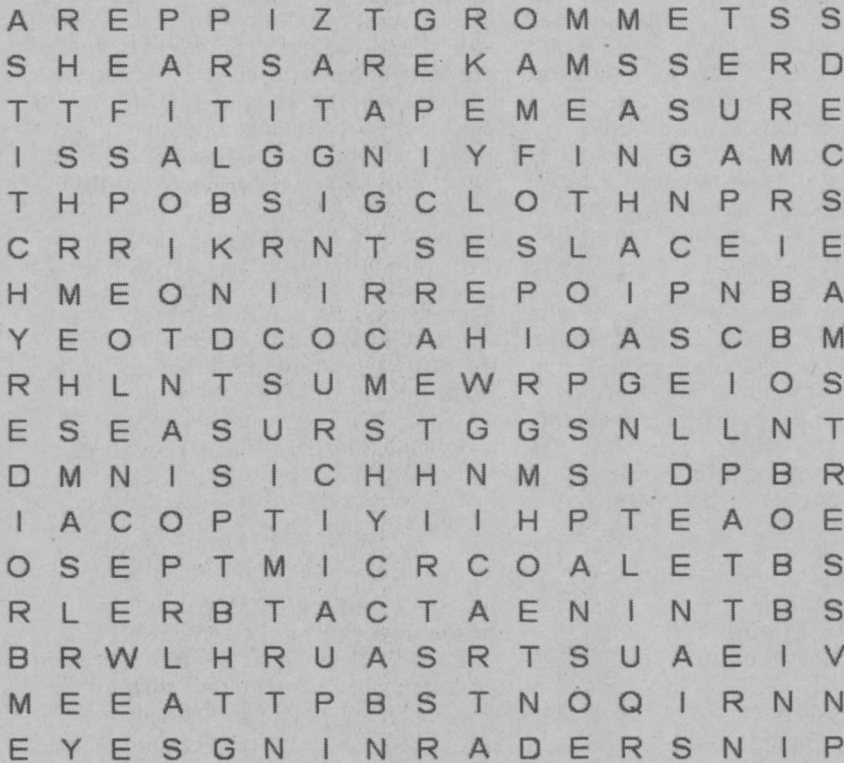 A R E P P I Z T G R O M M E T S S
S H E A R S A R E K A M S S E R D
T T F I T I T A P E M E A S U R E
I S S A L G G N I Y F I N G A M C
T H P O B S I G C L O T H N P R S
C R R I K R N T S E S L A C E I E
H M E O N I I R R E P O I P N B A
Y E O T D C O C A H I O A S C B M
R H L N T S U M E W R P G E I O S
E S E A S U R S T G G S N L L N T
D M N I S I C H H N M S I D P B R
I A C O P T I Y I I H P T E A O E
O S E P T M I C R C O A L E T B S
R L E R B T A C T A E N I N T B S
B R W L H R U A S R T S U A E I V
M E E A T T P B S T N O Q I R N N
E Y E S G N I N R A D E R S N I P